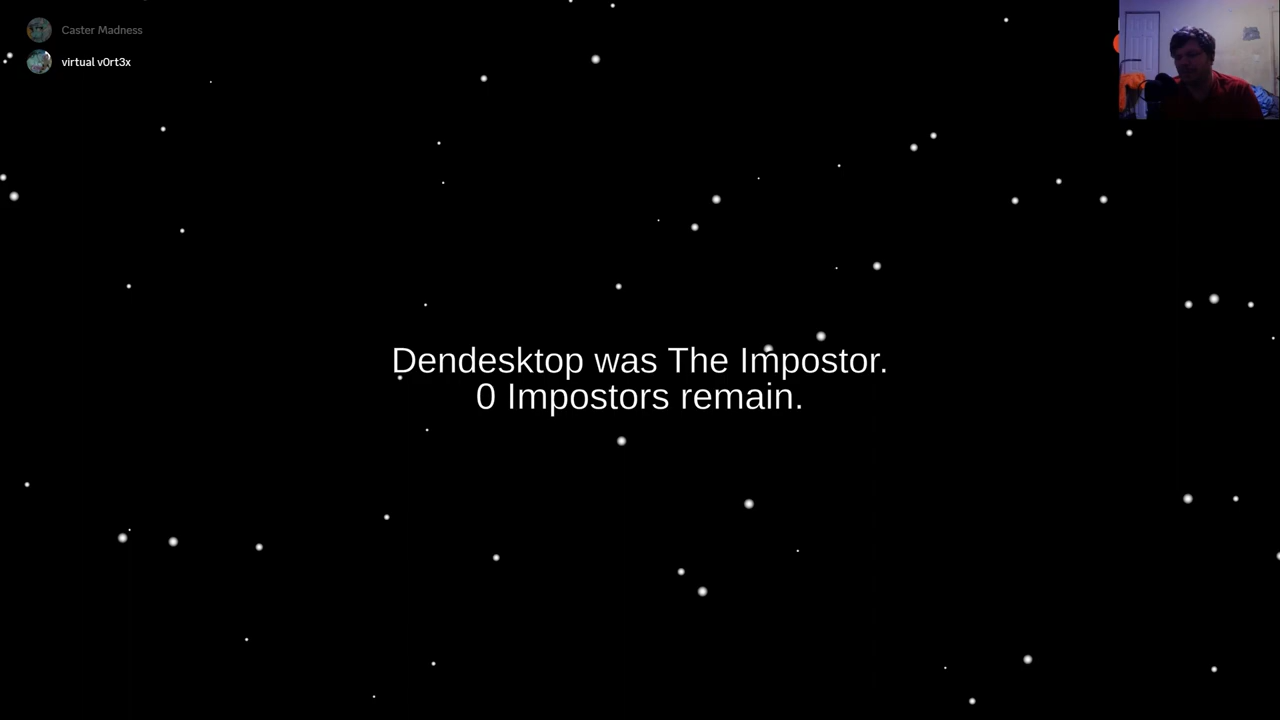 Caster Madness
virtual v0rt3x
Dendesktop was The Impostor.
0 Impostors remain.